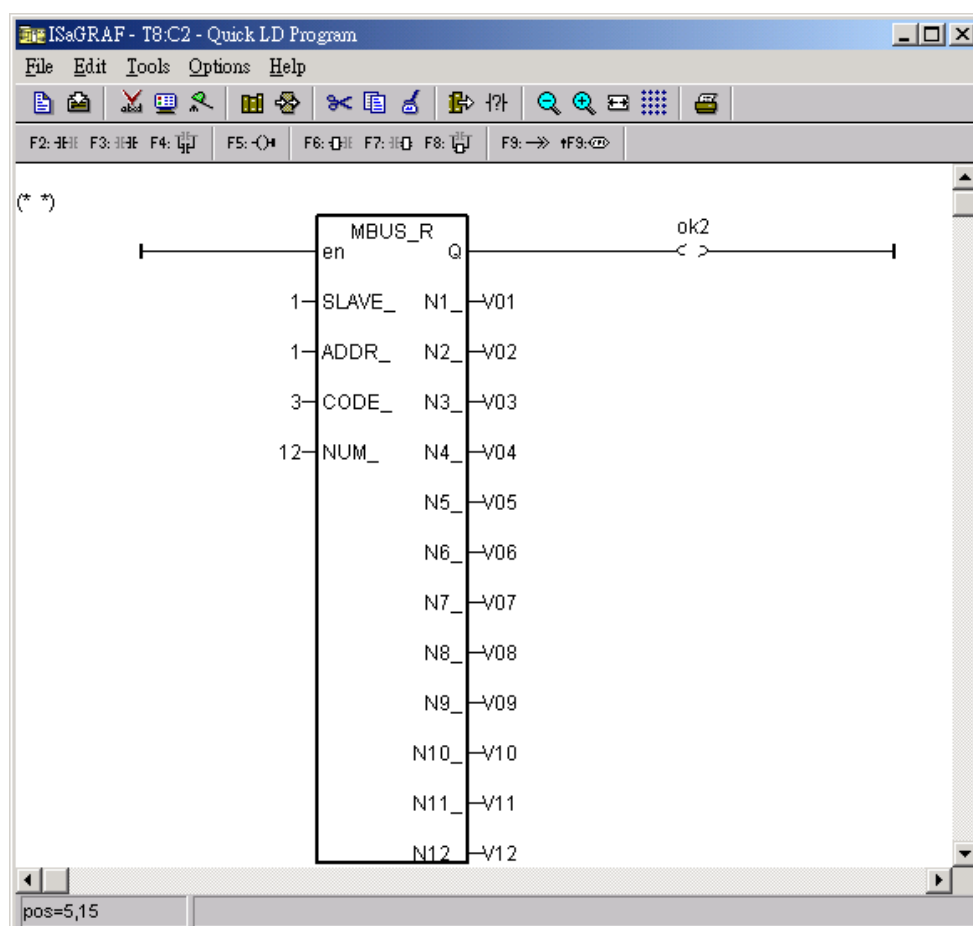 ISaGRAF - T8:C2 - Quick LD Program
File Edit Tools Options Help
F2: F3: F4: F5: F6: F7: F8: F9: F9:
(* *)
MBUS_R ok2
en Q
1 SLAVE_ N1_ V01
1 ADDR_ N2_ V02
3 CODE_ N3_ V03
12 NUM_ N4_ V04
N5_ V05
N6_ V06
N7_ V07
N8_ V08
N9_ V09
N10_ V10
N11_ V11
N12_ V12
pos=5,15